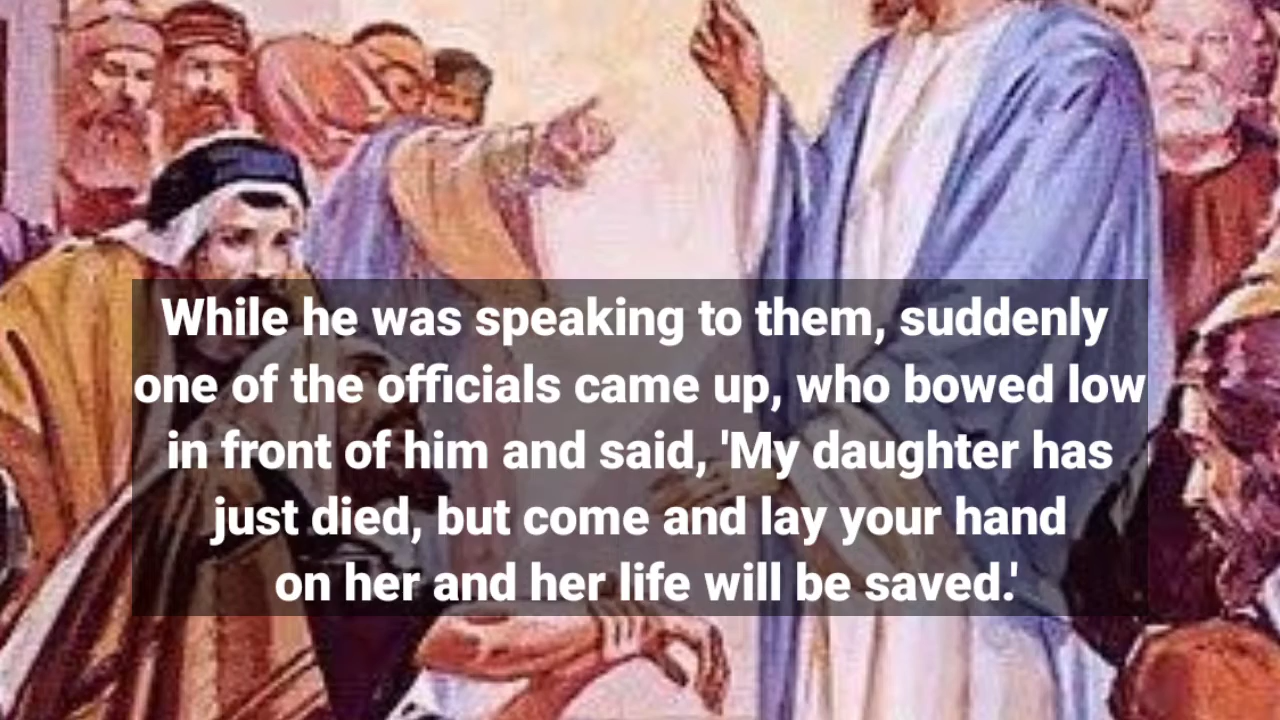 While he was speaking to them, suddenly
one of the officials came up, who bowed low
in front of him and said, 'My daughter has
just died, but come and lay your hand
on her and her life will be saved.'